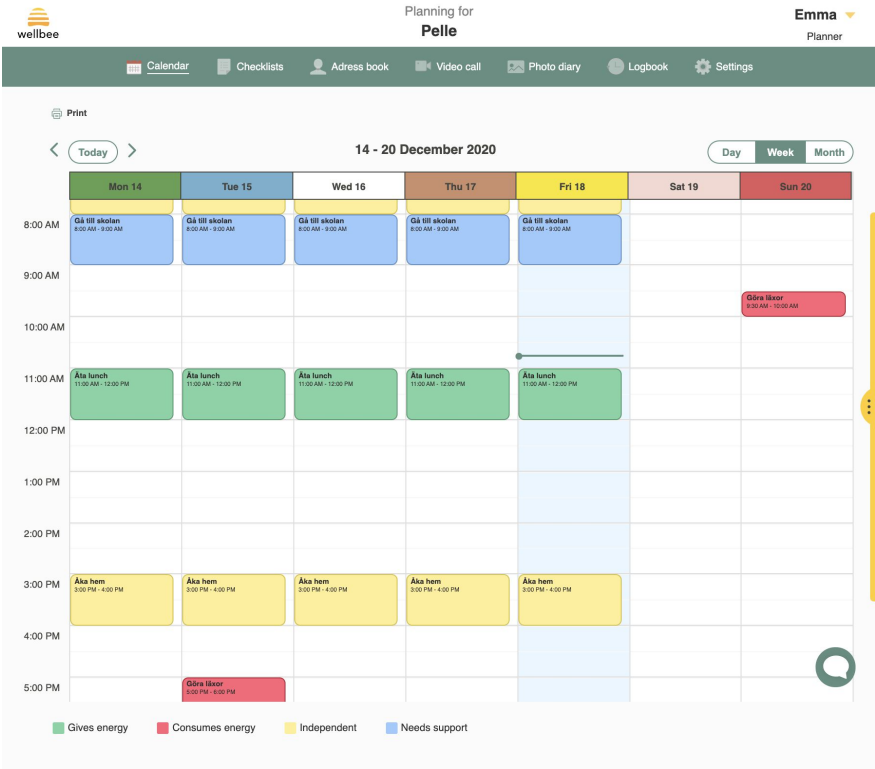 wellbee
Planning for
Pelle
Emma
Planner
Calendar
Checklists
Adress book
Video call
Photo diary
Logbook
Settings
Print
Today
14 - 20 December 2020
Day
Week
Month
Mon 14
Tue 15
Wed 16
Thu 17
Fri 18
Sat 19
Sun 20
8:00 AM
Gå till skolan
8:00 AM - 9:00 AM
Gå till skolan
8:00 AM - 9:00 AM
Gå till skolan
8:00 AM - 9:00 AM
Gå till skolan
8:00 AM - 9:00 AM
Gå till skolan
8:00 AM - 9:00 AM
9:00 AM
Göra läxor
9:30 AM - 10:00 AM
10:00 AM
11:00 AM
Äta lunch
11:00 AM - 12:00 PM
Äta lunch
11:00 AM - 12:00 PM
Äta lunch
11:00 AM - 12:00 PM
Äta lunch
11:00 AM - 12:00 PM
Äta lunch
11:00 AM - 12:00 PM
12:00 PM
1:00 PM
2:00 PM
3:00 PM
Åka hem
3:00 PM - 4:00 PM
Åka hem
3:00 PM - 4:00 PM
Åka hem
3:00 PM - 4:00 PM
Åka hem
3:00 PM - 4:00 PM
Åka hem
3:00 PM - 4:00 PM
4:00 PM
5:00 PM
Göra läxor
5:00 PM - 6:00 PM
Gives energy
Consumes energy
Independent
Needs support